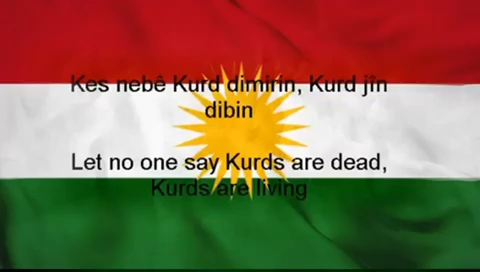 Kes nebê Kurd dimirin, Kurd jîn
dibin
Let no one say Kurds are dead,
Kurds are living